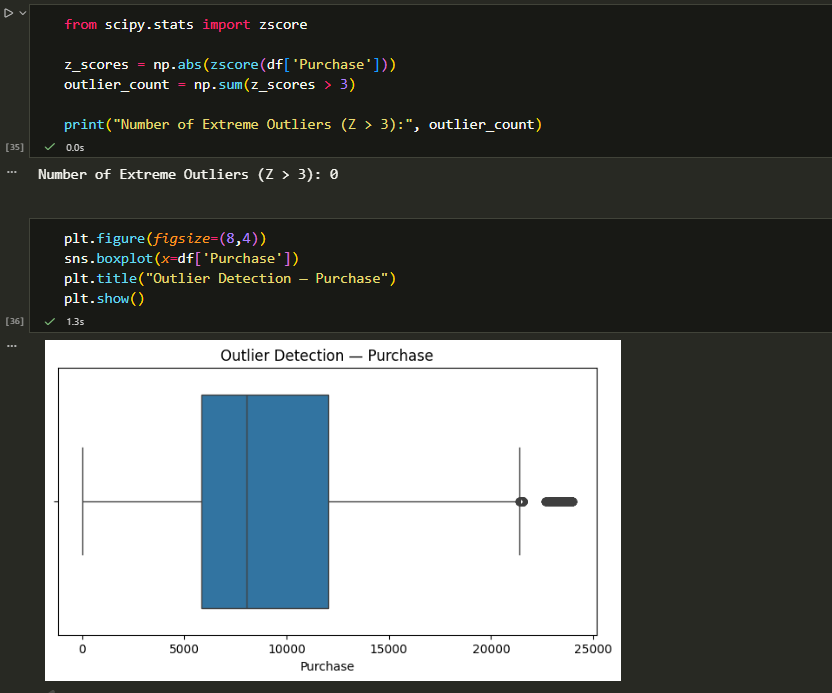 from scipy.stats import zscore
z_scores = np.abs(zscore(df['Purchase']))
outlier_count = np.sum(z_scores > 3)
print("Number of Extreme Outliers (Z > 3):", outlier_count)
[35]
0.0s
...
Number of Extreme Outliers (Z > 3): 0
plt.figure(figsize=(8,4))
sns.boxplot(x=df['Purchase'])
plt.title("Outlier Detection — Purchase")
plt.show()
[36]
1.3s
...
Outlier Detection — Purchase
0 5000 10000 15000 20000 25000
Purchase